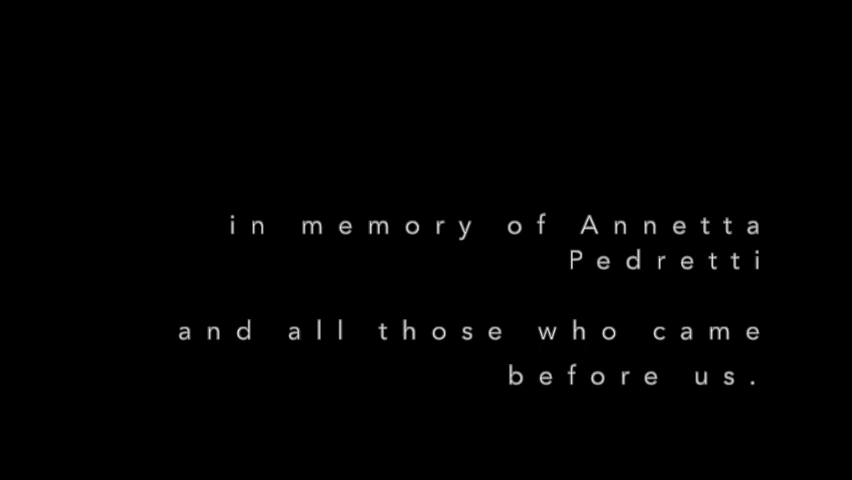 in memory of Annetta
Pedretti
and all those who came
before us.